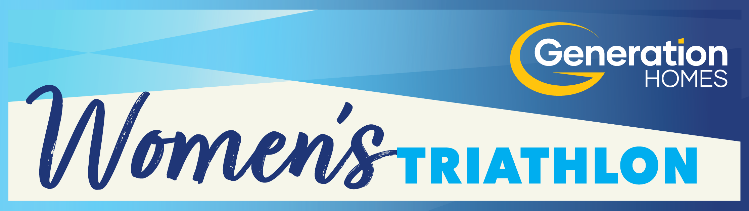 Generation
HOMES
Women's TRIATHLON